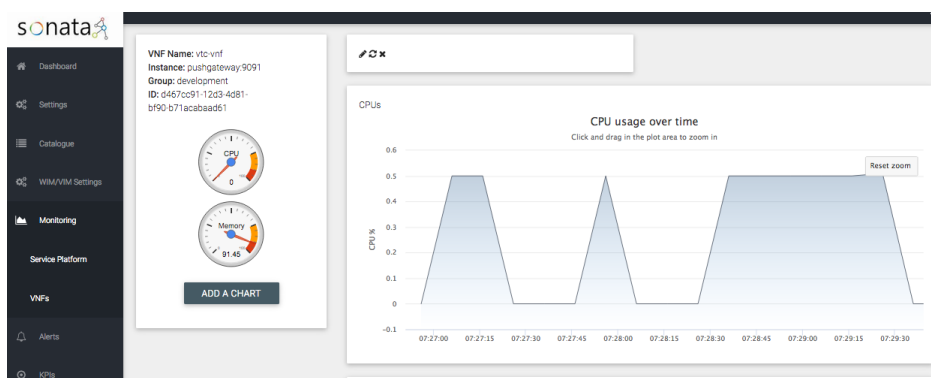 sonata
Dashboard
Settings
Catalogue
WIM/VIM Settings
Monitoring
Service Platform
VNFs
Alerts
KPIs
VNF Name: vtc-vnf
Instance: pushgateway:9091
Group: development
ID: d467cc91-12d3-4d81-
bf90-b71acabaad61
CPU
0
Memory
91.45
ADD A CHART
CPUs
CPU usage over time
Click and drag in the plot area to zoom in
Reset zoom
CPU %
0.6
0.5
0.4
0.3
0.2
0.1
0
-0.1
07:27:00 07:27:15 07:27:30 07:27:45 07:28:00 07:28:15 07:28:30 07:28:45 07:29:00 07:29:15 07:29:30